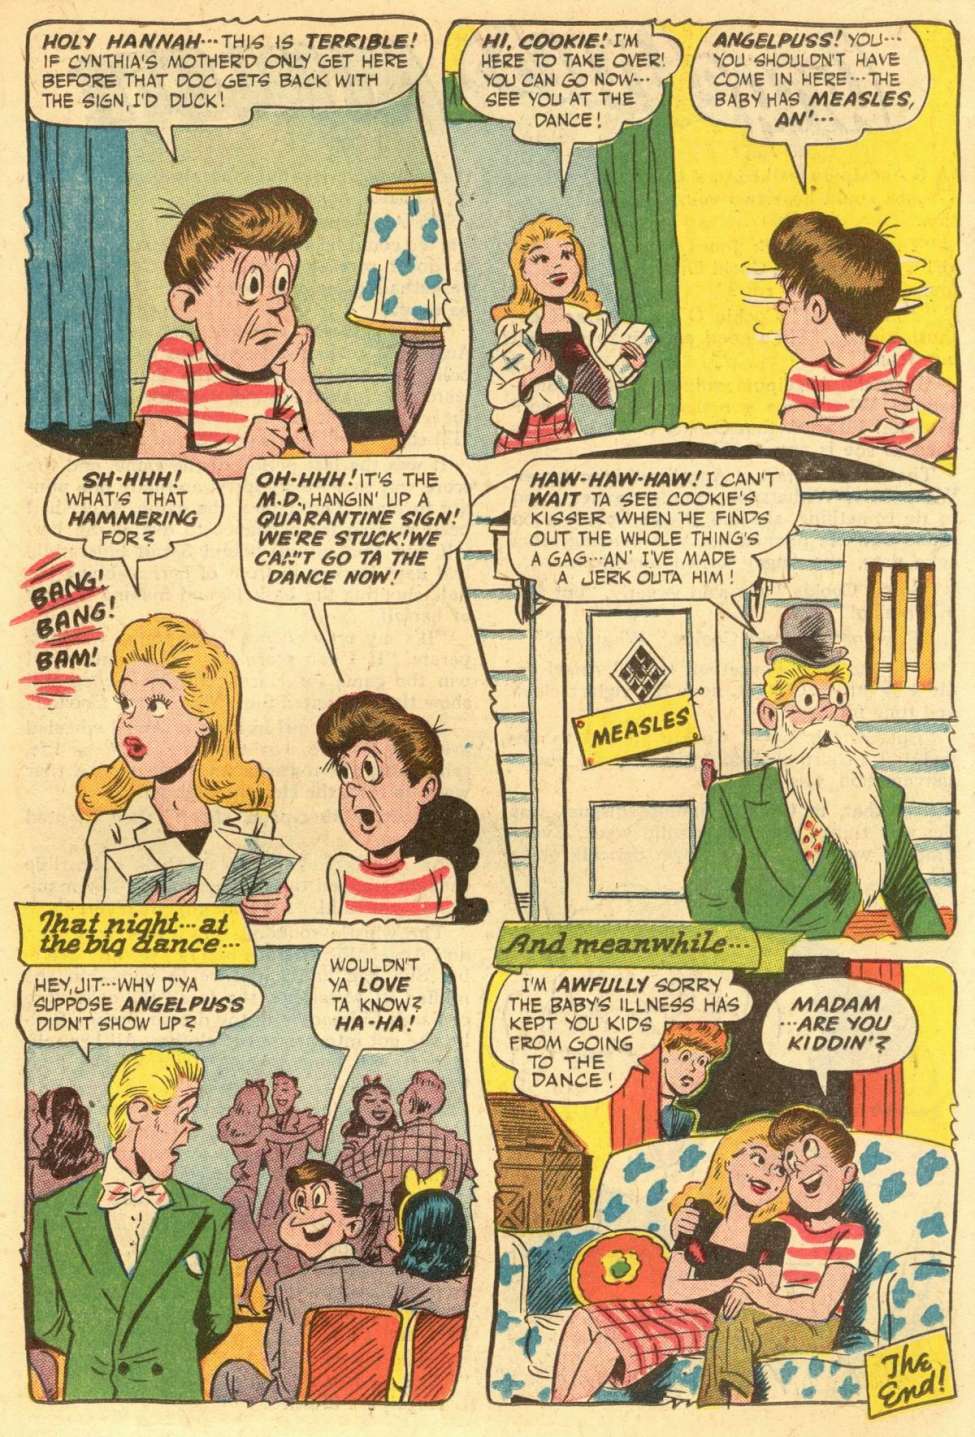 HOLY HANNAH---THIS IS TERRIBLE!
IF CYNTHIA'S MOTHER'D ONLY GET HERE
BEFORE THAT DOC GETS BACK WITH
THE SIGN, I'D DUCK!
HI, COOKIE! I'M
HERE TO TAKE OVER!
YOU CAN GO NOW---
SEE YOU AT THE
DANCE!
ANGELPUSS! YOU---
YOU SHOULDN'T HAVE
COME IN HERE---THE
BABY HAS MEASLES,
AN'---
SH-HHH!
WHAT'S THAT
HAMMERING
FOR?
BANG!
BANG!
BAM!
OH-HHH! IT'S THE
M.D., HANGIN' UP A
QUARANTINE SIGN!
WE'RE STUCK! WE
CAN'T GO TA THE
DANCE NOW!
HAW-HAW-HAW! I CAN'T
WAIT TA SEE COOKIE'S
KISSER WHEN HE FINDS
OUT THE WHOLE THING'S
A GAG---AN' I'VE MADE
A JERK OUTA HIM!
MEASLES
That night---at
the big dance---
HEY, JIT---WHY D'YA
SUPPOSE ANGELPUSS
DIDN'T SHOW UP?
WOULDN'T
YA LOVE
TA KNOW?
HA-HA!
And meanwhile---
I'M AWFULLY SORRY
THE BABY'S ILLNESS HAS
KEPT YOU KIDS
FROM GOING
TO THE
DANCE!
MADAM
---ARE YOU
KIDDIN'?
The
End!